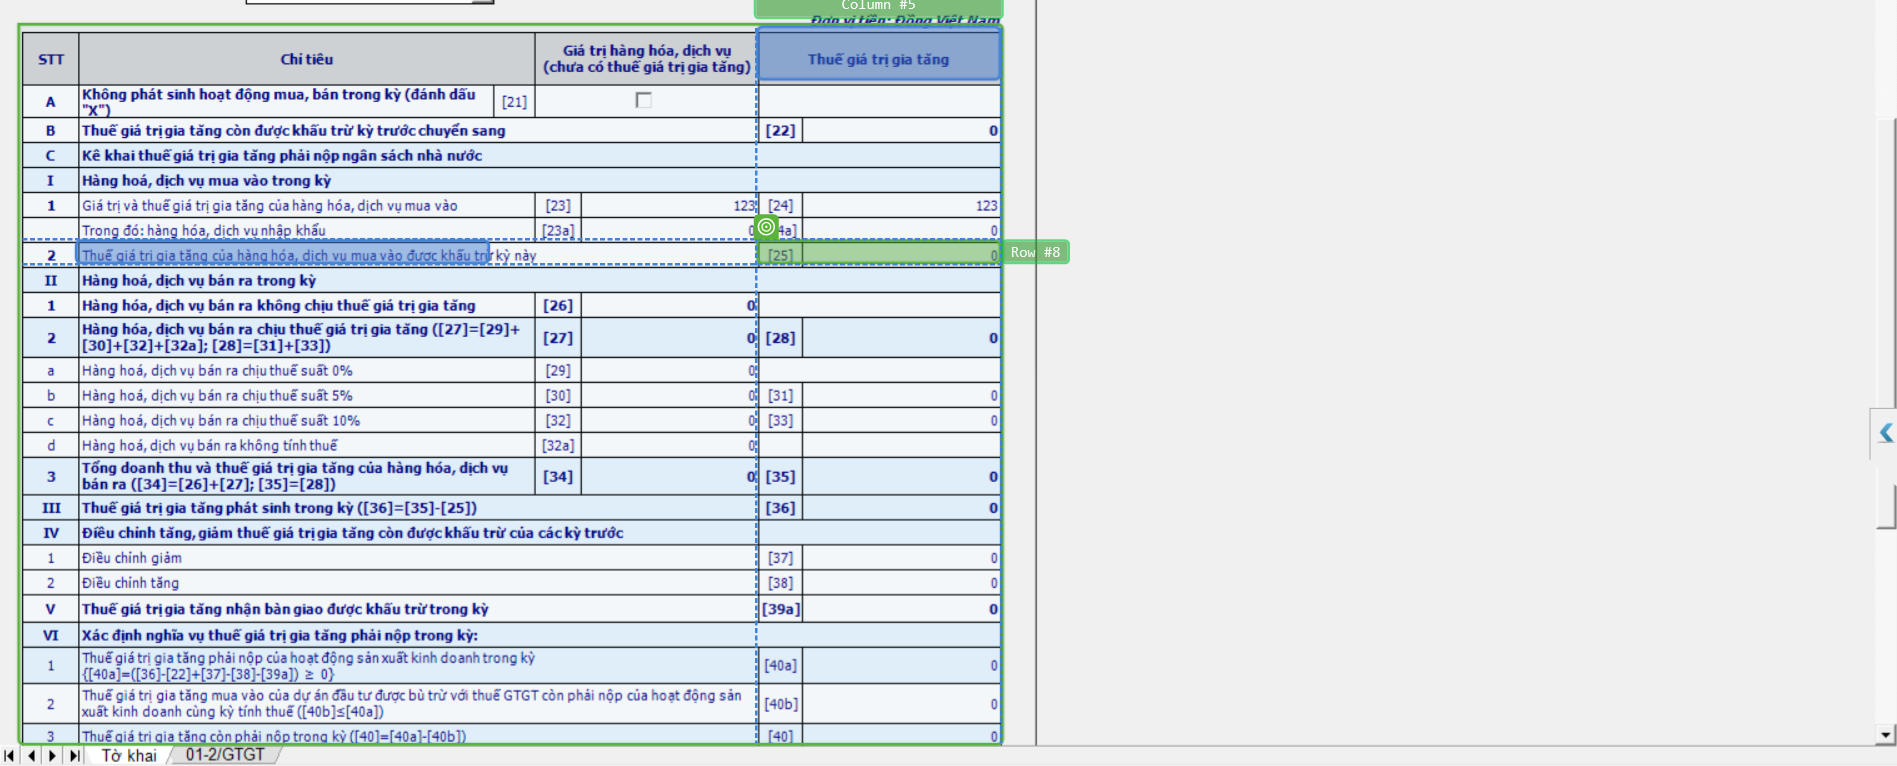 Column #5
Đơn vị tiền: Đồng Việt Nam
STT Chỉ tiêu Giá trị hàng hóa, dịch vụ (chưa có thuế giá trị gia tăng) Thuế giá trị gia tăng
A Không phát sinh hoạt động mua, bán trong kỳ (đánh dấu "X") [21]
B Thuế giá trị gia tăng còn được khấu trừ kỳ trước chuyển sang [22] 0
C Kê khai thuế giá trị gia tăng phải nộp ngân sách nhà nước
I Hàng hoá, dịch vụ mua vào trong kỳ
1 Giá trị và thuế giá trị gia tăng của hàng hóa, dịch vụ mua vào [23] 123 [24] 123
Trong đó: hàng hóa, dịch vụ nhập khẩu [23a] 0 4a] 0
2 Thuế giá trị gia tăng của hàng hóa, dịch vụ mua vào được khấu trừ kỳ này [25] 0
Row #8
II Hàng hoá, dịch vụ bán ra trong kỳ
1 Hàng hóa, dịch vụ bán ra không chịu thuế giá trị gia tăng [26] 0
2 Hàng hóa, dịch vụ bán ra chịu thuế giá trị gia tăng ([27]=[29]+
[30]+[32]+[32a]; [28]=[31]+[33]) [27] 0 [28] 0
a Hàng hoá, dịch vụ bán ra chịu thuế suất 0% [29] 0
b Hàng hoá, dịch vụ bán ra chịu thuế suất 5% [30] 0 [31] 0
c Hàng hoá, dịch vụ bán ra chịu thuế suất 10% [32] 0 [33] 0
d Hàng hoá, dịch vụ bán ra không tính thuế [32a] 0
3 Tổng doanh thu và thuế giá trị gia tăng của hàng hóa, dịch vụ
bán ra ([34]=[26]+[27]; [35]=[28]) [34] 0 [35] 0
III Thuế giá trị gia tăng phát sinh trong kỳ ([36]=[35]-[25]) [36] 0
IV Điều chỉnh tăng, giảm thuế giá trị gia tăng còn được khấu trừ của các kỳ trước
1 Điều chỉnh giảm [37] 0
2 Điều chỉnh tăng [38] 0
V Thuế giá trị gia tăng nhận bàn giao được khấu trừ trong kỳ [39a] 0
VI Xác định nghĩa vụ thuế giá trị gia tăng phải nộp trong kỳ:
1 Thuế giá trị gia tăng phải nộp của hoạt động sản xuất kinh doanh trong kỳ
{[40a]=([36]-[22]+[37]-[38]-[39a]) ≥ 0} [40a] 0
2 Thuế giá trị gia tăng mua vào của dự án đầu tư được bù trừ với thuế GTGT còn phải nộp của hoạt động sản
xuất kinh doanh cùng kỳ tính thuế ([40b]≤[40a]) [40b] 0
3 Thuế giá trị gia tăng còn phải nộp trong kỳ ([40]=[40a]-[40b]) [40] 0
Tờ khai 01-2/GTGT